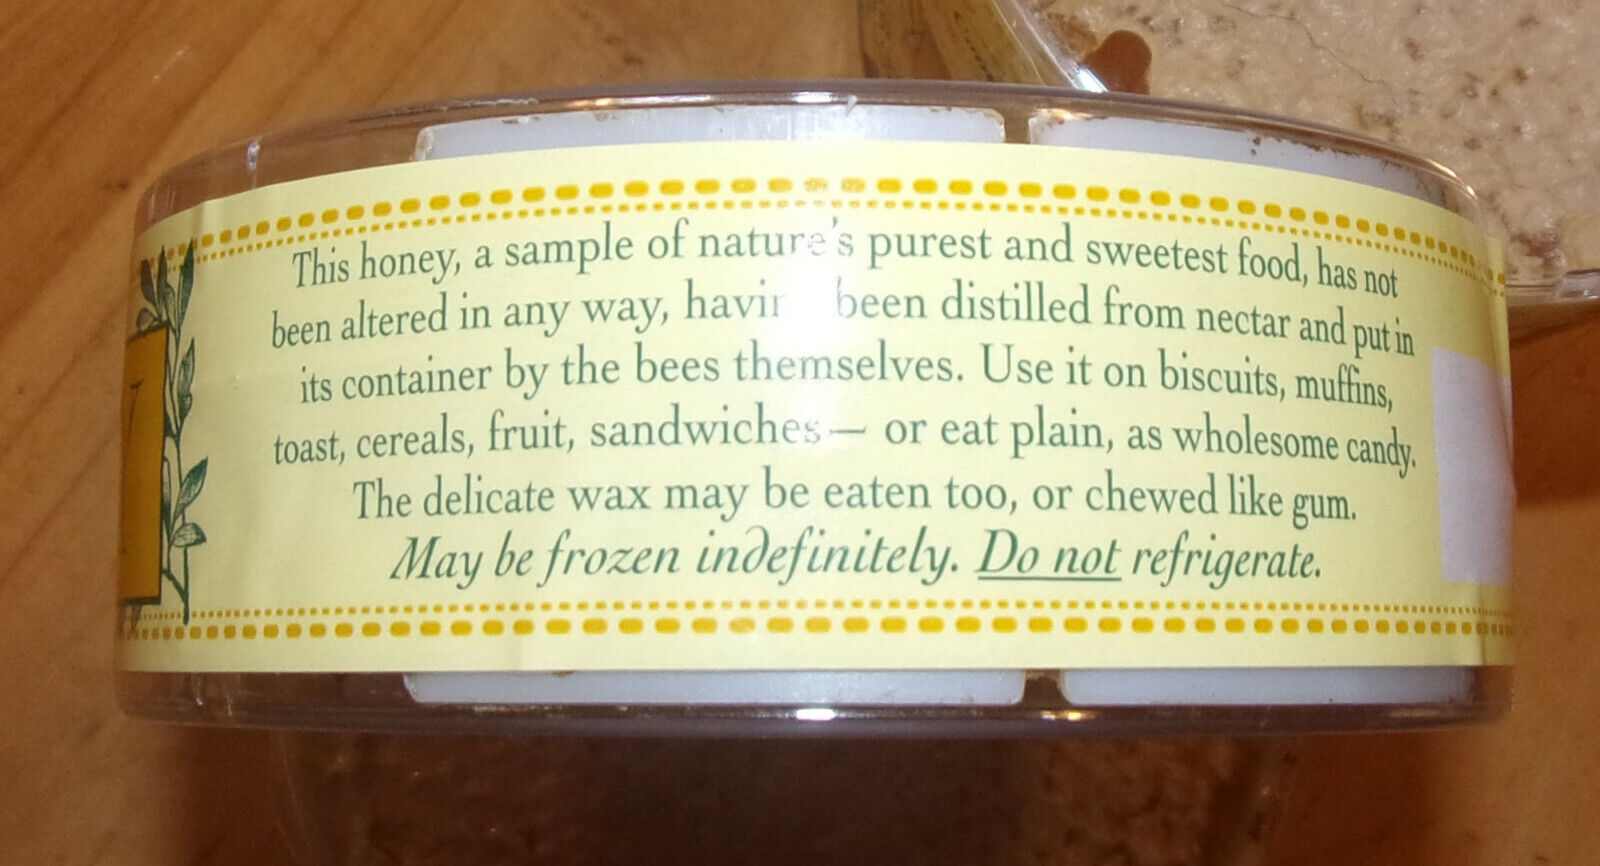 This honey, a sample of nature's purest and sweetest food, has not
been altered in any way, having been distilled from nectar and put in
its container by the bees themselves. Use it on biscuits, muffins,
toast, cereals, fruit, sandwiches — or eat plain, as wholesome candy.
The delicate wax may be eaten too, or chewed like gum.
May be frozen indefinitely. Do not refrigerate.